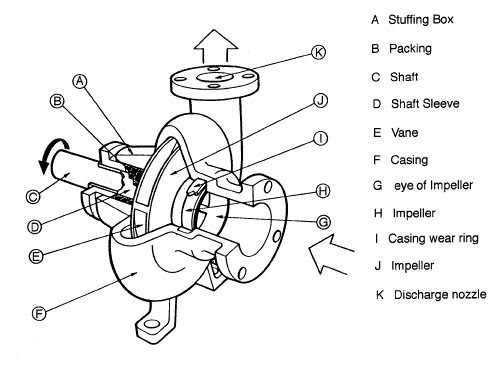 A Stuffing Box
B Packing
C Shaft
D Shaft Sleeve
E Vane
F Casing
G eye of Impeller
H Impeller
I Casing wear ring
J Impeller
K Discharge nozzle
K
A
B
J
I
H
C
G
D
E
F